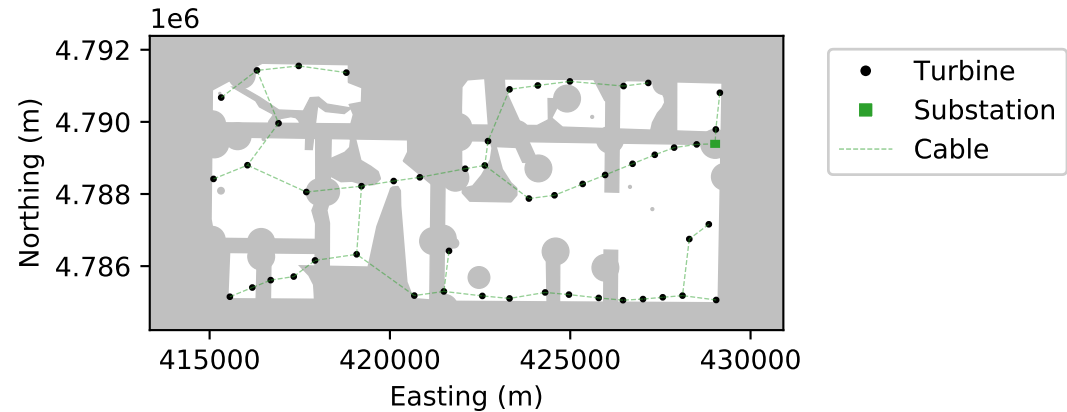 1e6
4.792
4.790
4.788
4.786
Northing (m)
415000 420000 425000 430000
Easting (m)
Turbine
Substation
Cable